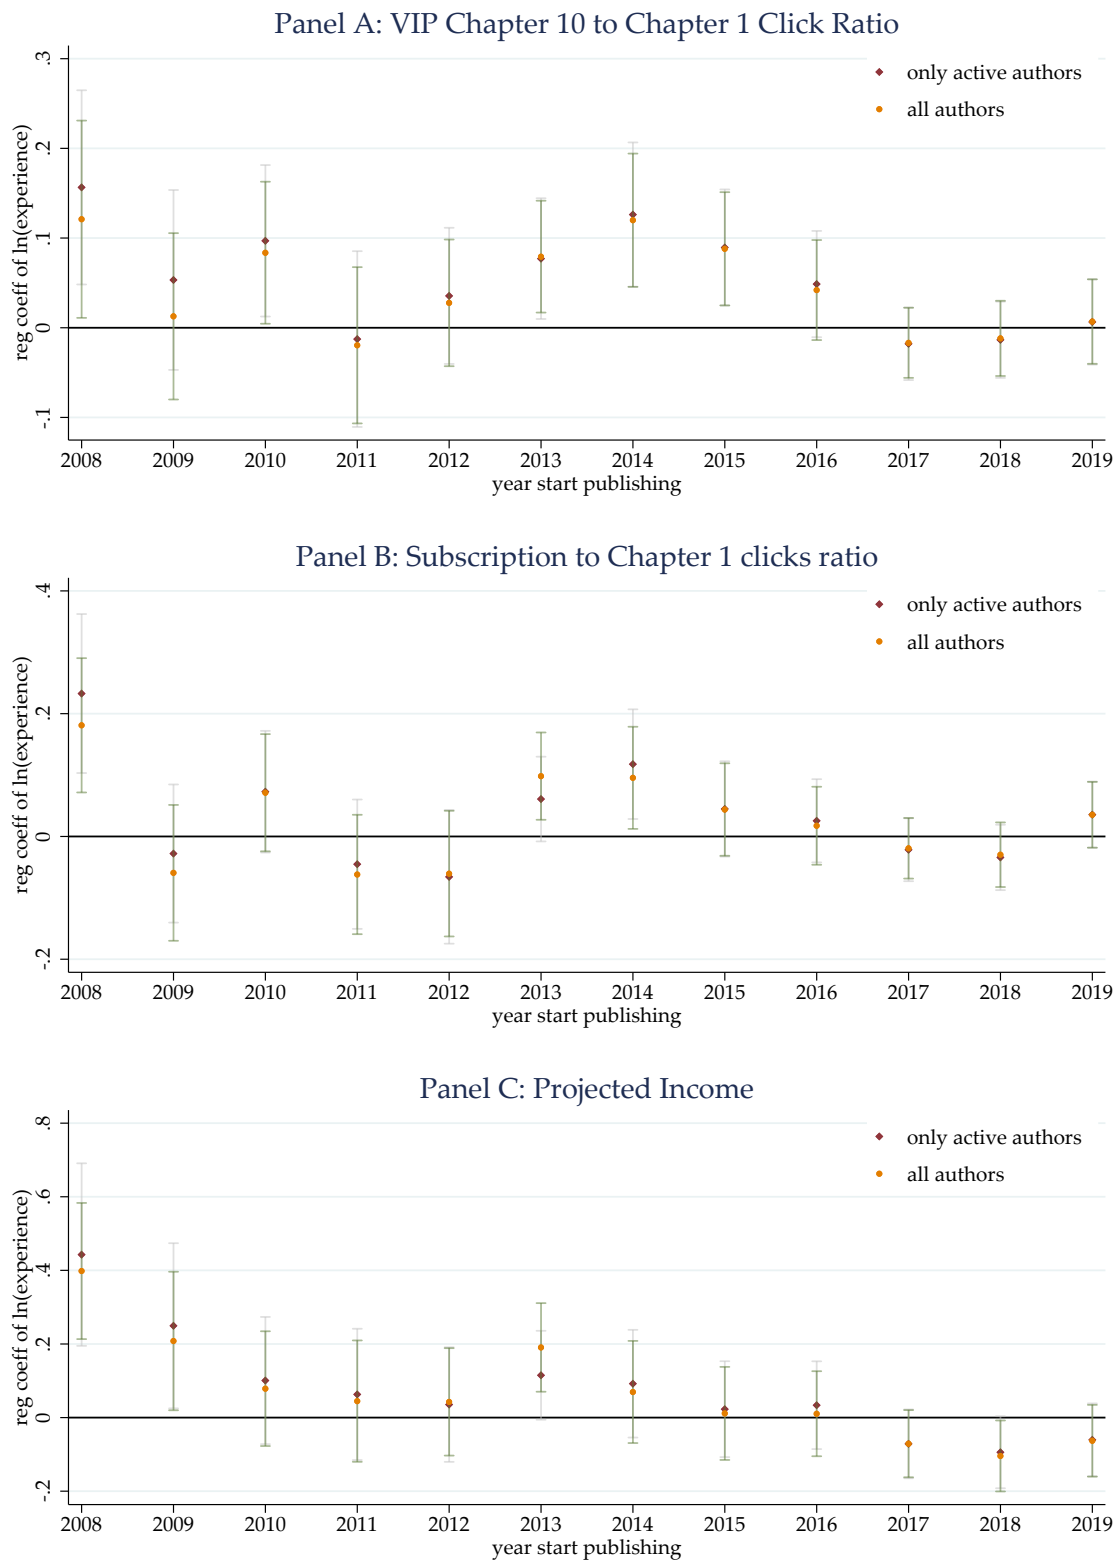 Panel A: VIP Chapter 10 to Chapter 1 Click Ratio
only active authors
all authors
reg coeff of ln(experience)
.3
.2
.1
0
-.1
2008 2009 2010 2011 2012 2013 2014 2015 2016 2017 2018 2019
year start publishing
Panel B: Subscription to Chapter 1 clicks ratio
only active authors
all authors
reg coeff of ln(experience)
.4
.2
0
-.2
2008 2009 2010 2011 2012 2013 2014 2015 2016 2017 2018 2019
year start publishing
Panel C: Projected Income
only active authors
all authors
reg coeff of ln(experience)
.8
.6
.4
.2
0
-.2
2008 2009 2010 2011 2012 2013 2014 2015 2016 2017 2018 2019
year start publishing